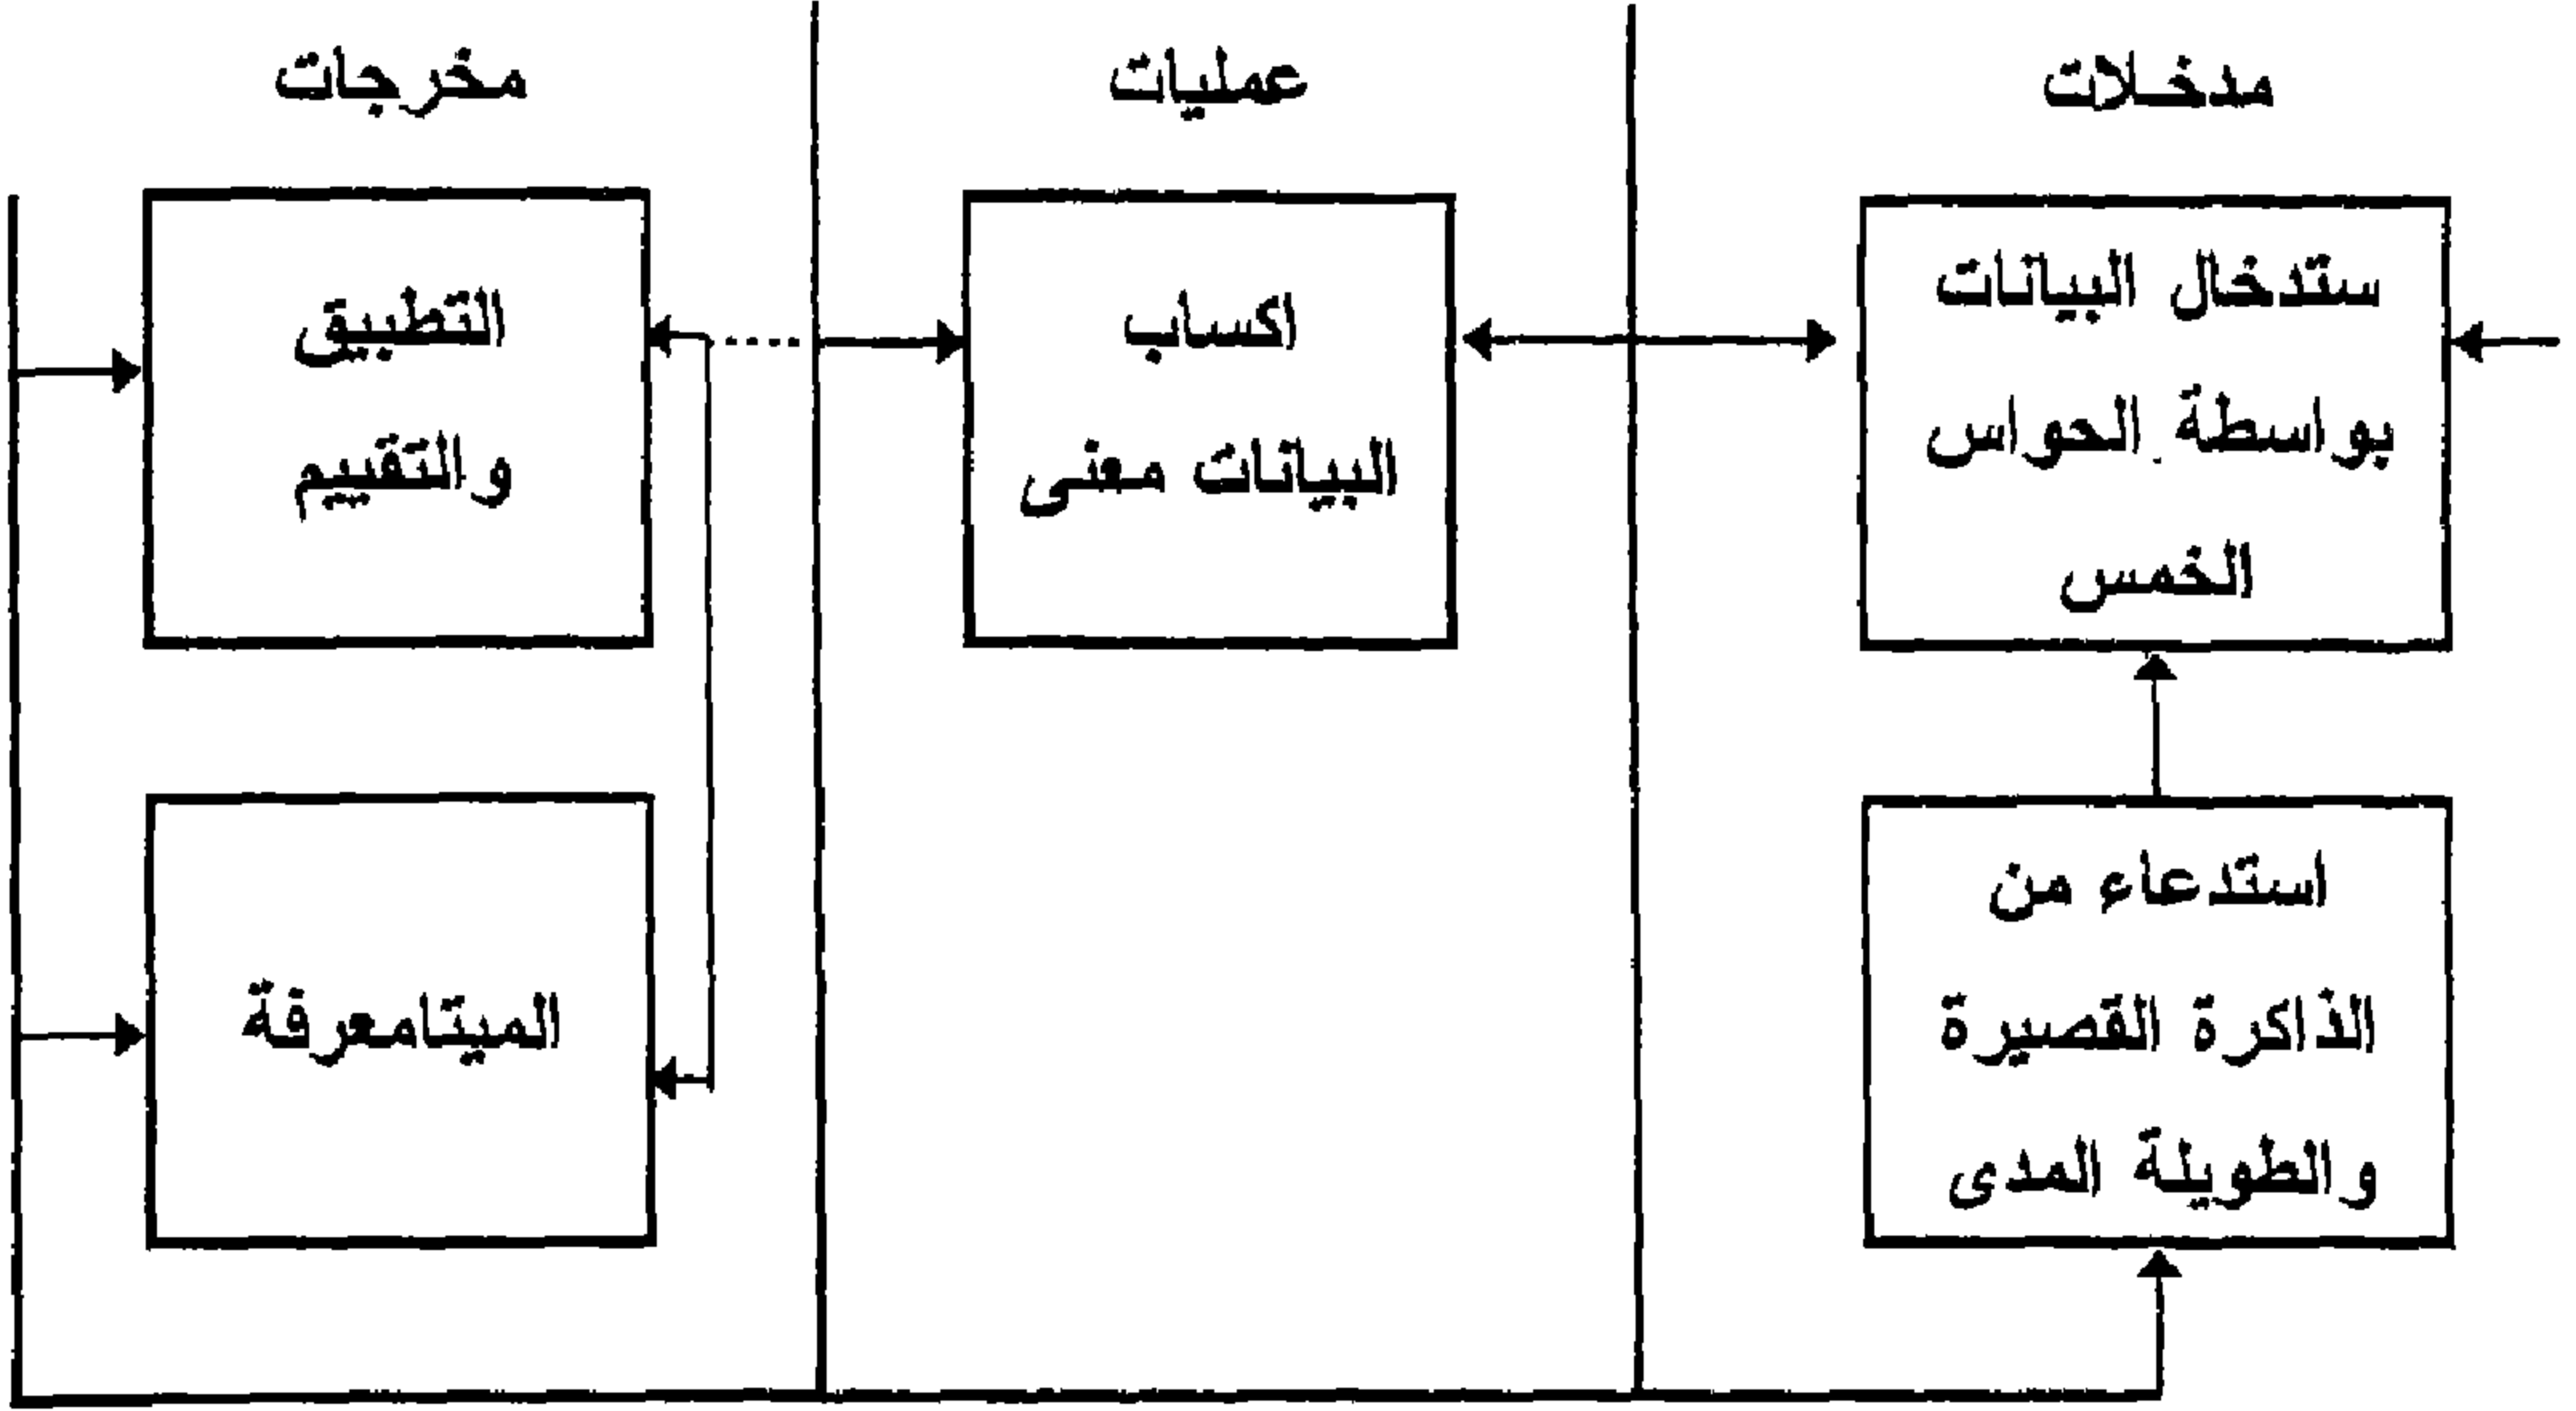 مدخلات
عمليات
مخرجات
ستدخال البيانات
بواسطة الحواس
الخمس
اكساب
البيانات معنى
التطبيق
والتقييم
استدعاء من
الذاكرة القصيرة
والطويلة المدى
الميتامعرفة